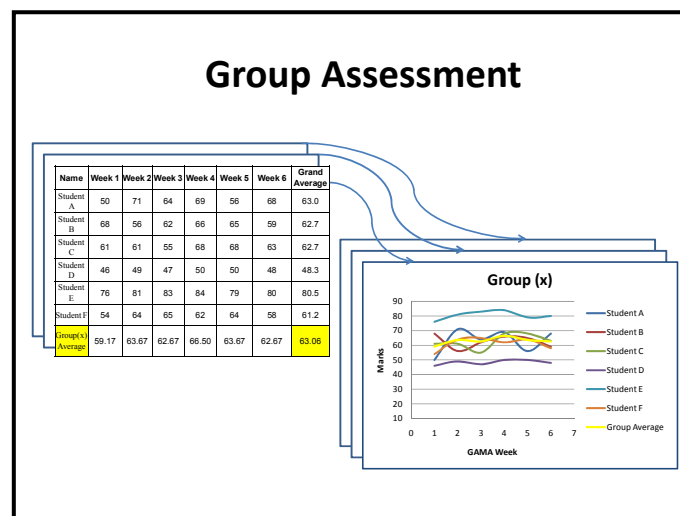 Group Assessment
Name Week 1 Week 2 Week 3 Week 4 Week 5 Week 6 Grand
Average
Student
A 50 71 64 69 56 68 63.0
Student
B 68 56 62 66 65 59 62.7
Student
C 61 61 55 68 68 63 62.7
Student
D 46 49 47 50 50 48 48.3
Student
E 76 81 83 84 79 80 80.5
Student F 54 64 65 62 64 58 61.2
Group(x)
Average 59.17 63.67 62.67 66.50 63.67 62.67 63.06
Group (x)
90
80
70
60
50
40
30
20
10
Marks
0 1 2 3 4 5 6 7
GAMA Week
Student A
Student B
Student C
Student D
Student E
Student F
Group Average